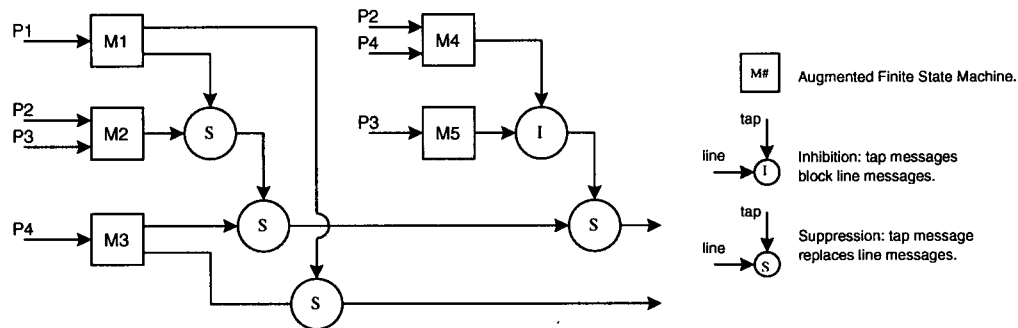 P1
M1
P2
P3
M2
S
S
P4
M3
S
P2
P4
M4
P3
M5
I
S
M#
Augmented Finite State Machine.
tap
line
I
Inhibition: tap messages
block line messages.
tap
line
S
Suppression: tap message
replaces line messages.